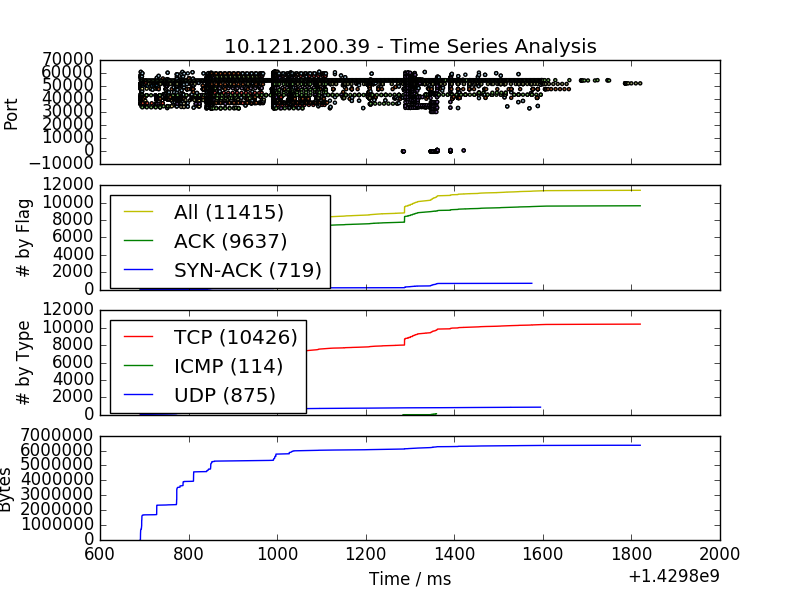 10.121.200.39 - Time Series Analysis
70000
60000
50000
40000
30000
20000
10000
0
−10000
Port
12000
10000
8000
6000
4000
2000
0
# by Flag
All (11415)
ACK (9637)
SYN-ACK (719)
12000
10000
8000
6000
4000
2000
0
# by Type
TCP (10426)
ICMP (114)
UDP (875)
7000000
6000000
5000000
4000000
3000000
2000000
1000000
0
Bytes
600 800 1000 1200 1400 1600 1800 2000
Time / ms
+1.4298e9